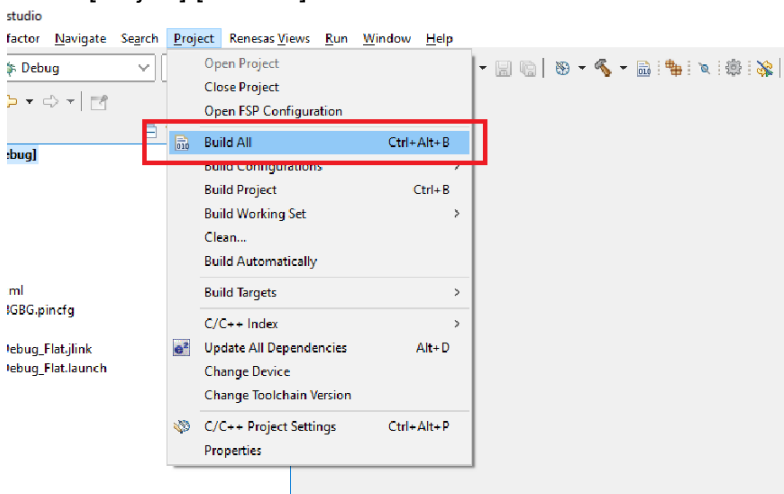 studio
factor Navigate Search Project Renesas Views Run Window Help
Debug
Open Project
Close Project
Open FSP Configuration
ebug]
Build All Ctrl+Alt+B
Build Configurations
Build Project Ctrl+B
Build Working Set
Clean...
Build Automatically
ml
Build Targets
GBG.pincfg
C/C++ Index
ebug_Flat.jlink
Update All Dependencies Alt+D
ebug_Flat.launch
Change Device
Change Toolchain Version
C/C++ Project Settings Ctrl+Alt+P
Properties